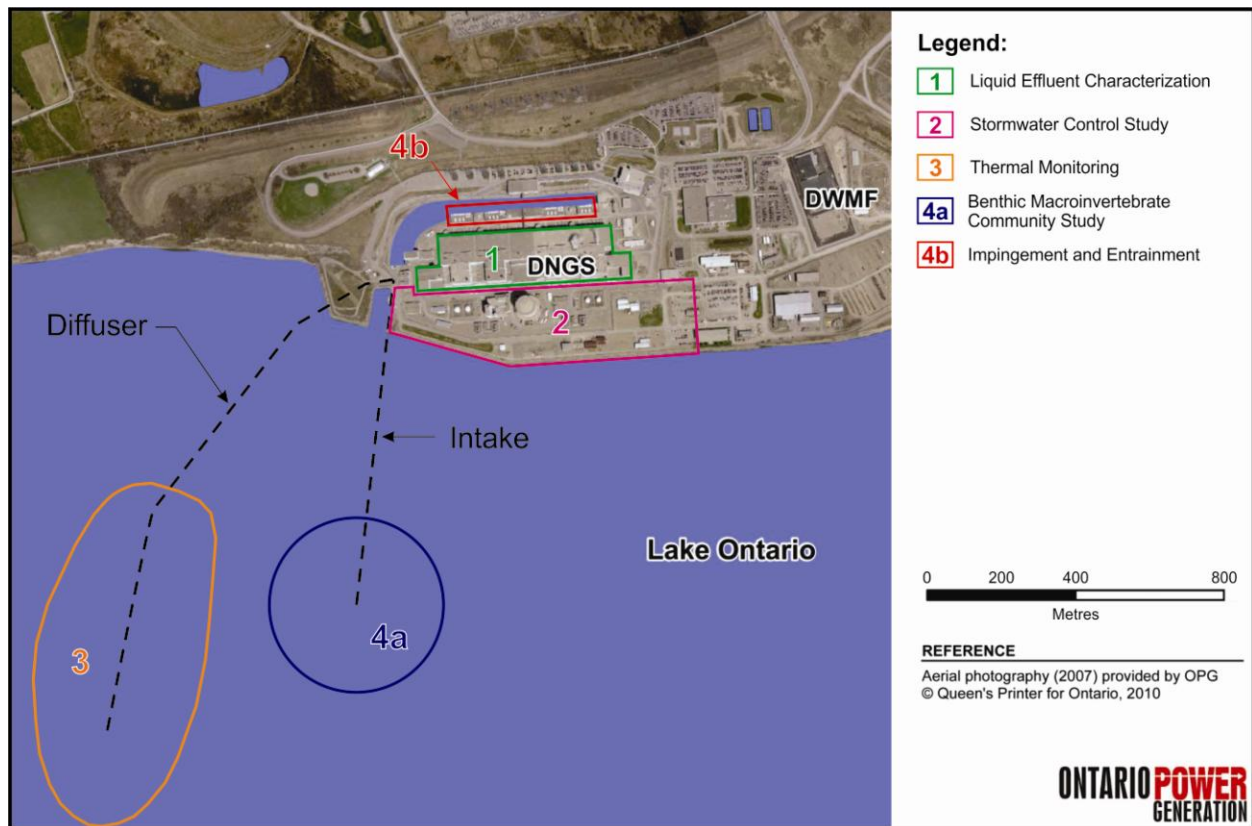 4b
DWMF
1
DNGS
2
Diffuser
Intake
Lake Ontario
3
4a
Legend:
1 Liquid Effluent Characterization
2 Stormwater Control Study
3 Thermal Monitoring
4a Benthic Macroinvertebrate
Community Study
4b Impingement and Entrainment
0 200 400 800
Metres
REFERENCE
Aerial photography (2007) provided by OPG
© Queen's Printer for Ontario, 2010
ONTARIO POWER
GENERATION